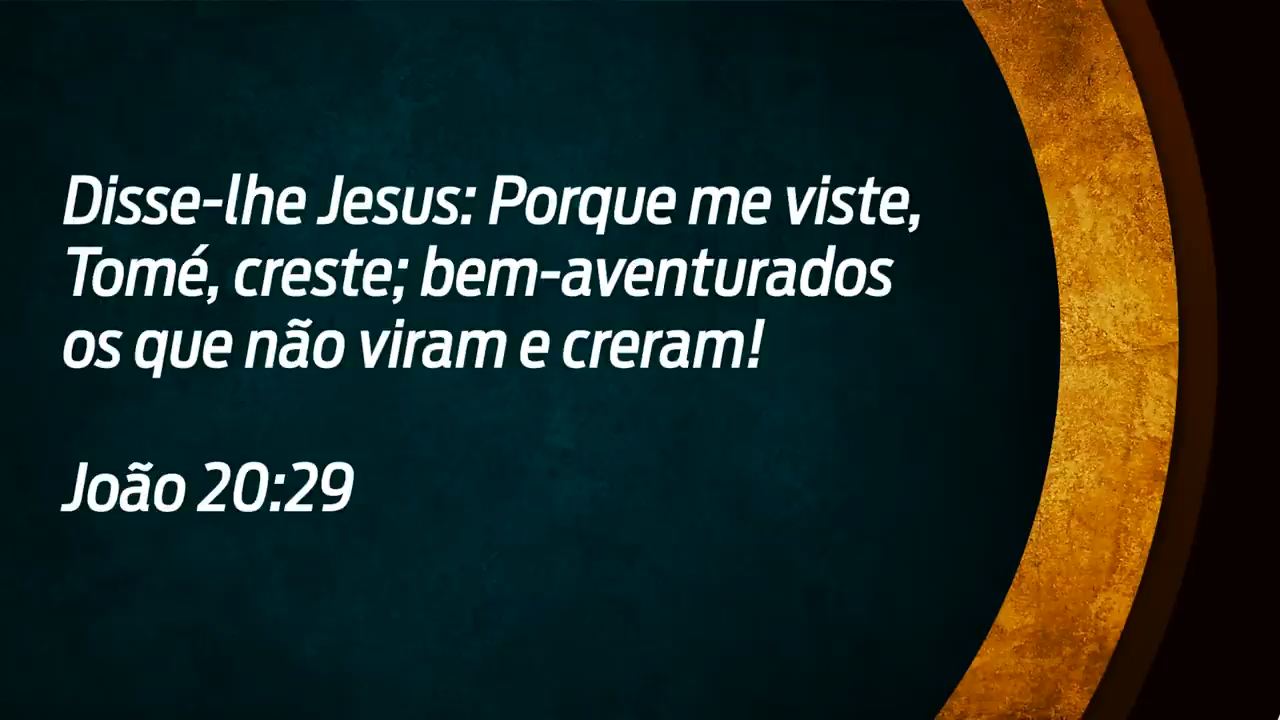 Disse-lhe Jesus: Porque me viste,
Tomé, creste; bem-aventurados
os que não viram e creram!
João 20:29